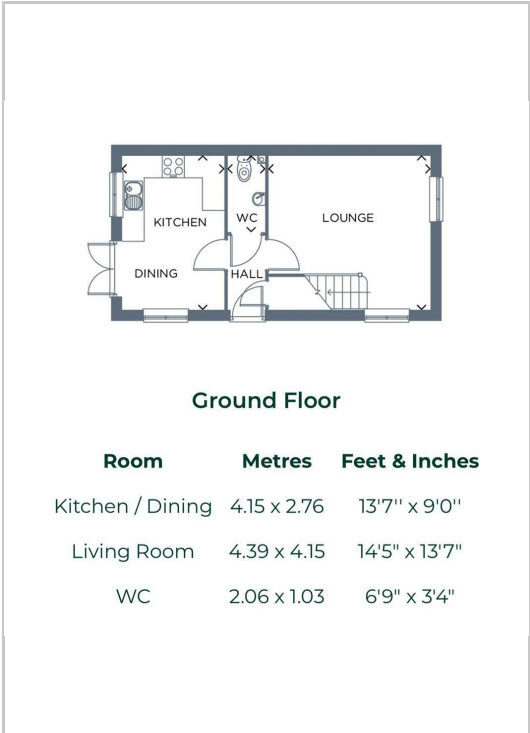 KITCHEN
WC
LOUNGE
DINING
HALL
Ground Floor
Room Metres Feet & Inches
Kitchen / Dining 4.15 x 2.76 13'7'' x 9'0''
Living Room 4.39 x 4.15 14'5" x 13'7"
WC 2.06 x 1.03 6'9" x 3'4"